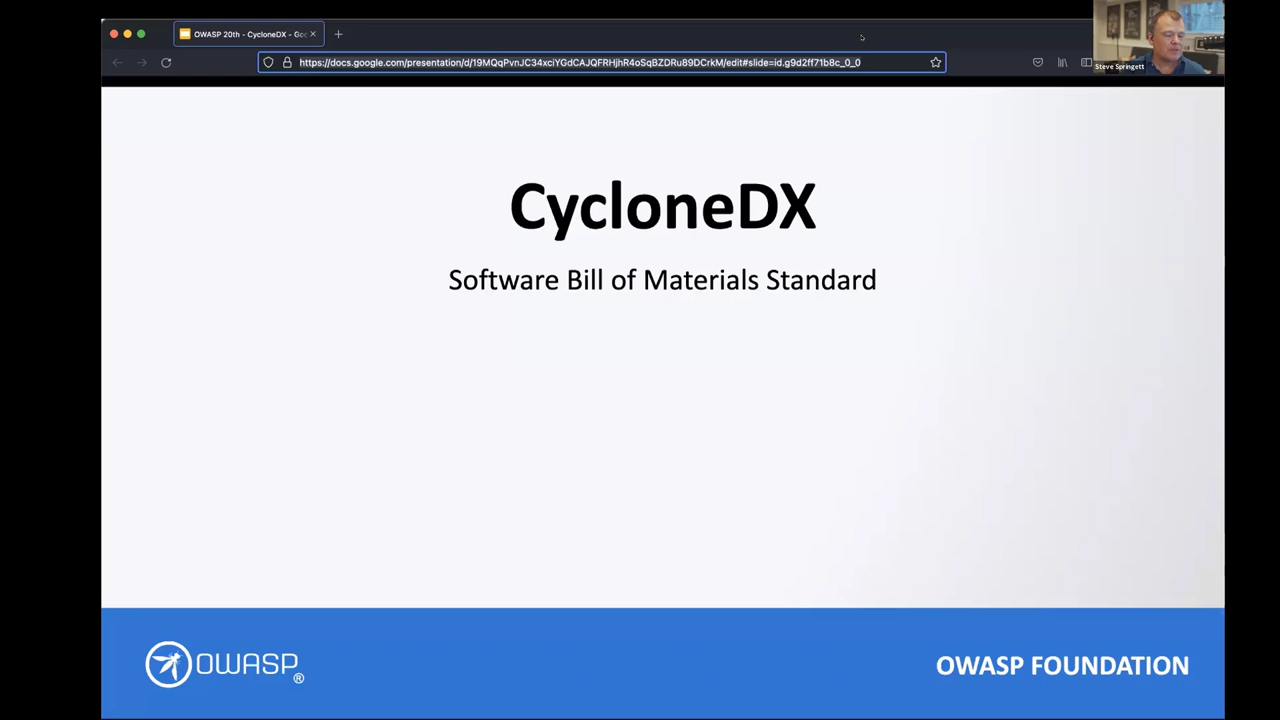 OWASP 20th - CycloneDX - Goo
https://docs.google.com/presentation/d/19MQqPvnJC34xciYGdCAJQFRHjhR4oSqBZDRu89DCrkM/edit#slide=id.g9d2ff71b8c_0_0
Steve Springett
CycloneDX
Software Bill of Materials Standard
OWASP®
OWASP FOUNDATION